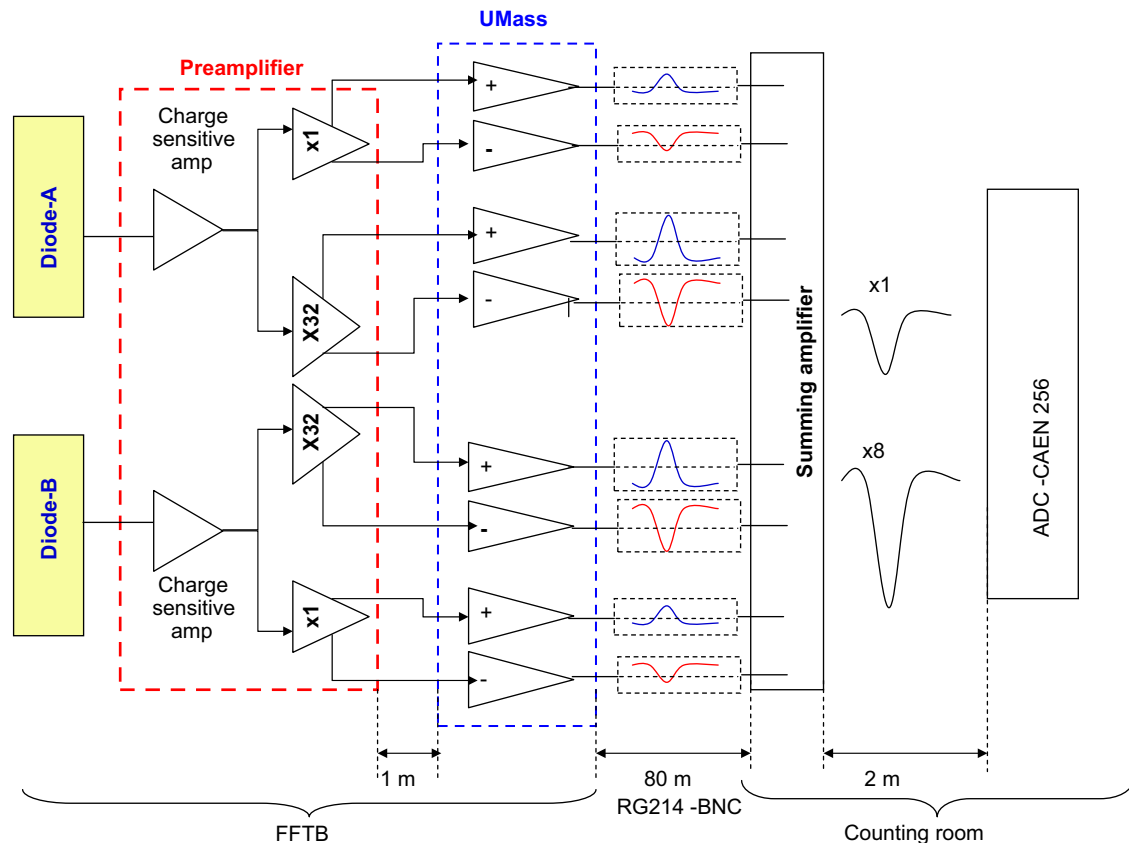 UMass
Preamplifier
Charge
sensitive
amp
Diode-A
x1
X32
+
-
+
-
Diode-B
X32
x1
Charge
sensitive
amp
+
-
+
-
Summing amplifier
x1
x8
ADC -CAEN 256
1 m
80 m
RG214 -BNC
2 m
FFTB
Counting room